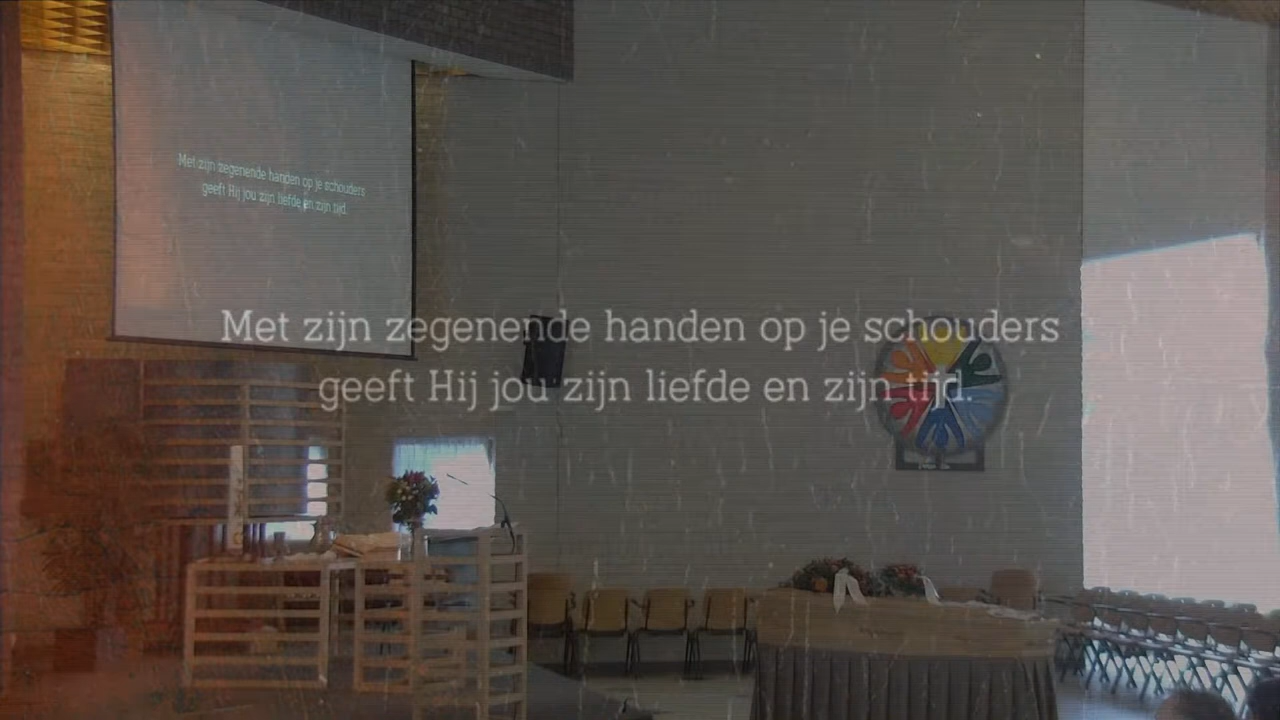 Met zijn zegenende handen op je schouders
geeft Hij jou zijn liefde en zijn tijd.
Met zijn zegenende handen op je schouders
geeft Hij jou zijn liefde en zijn tijd.